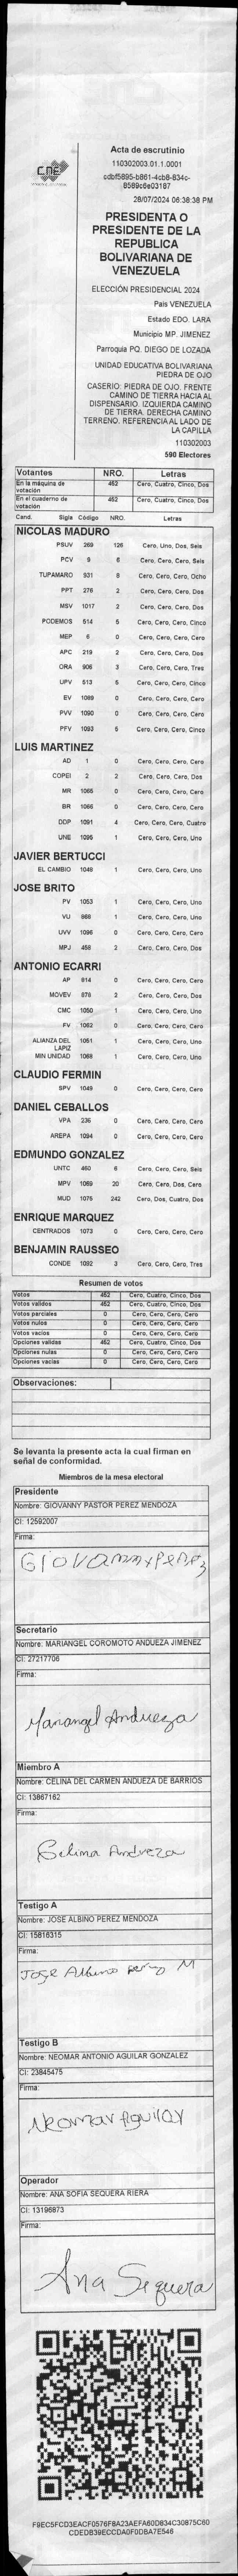 CNE
Acta de escrutinio
110302003.01.1.0001
cdbf5895-b861-4cb8-834c-
8589c6e03187
28/07/2024 06:38:38 PM
PRESIDENTA O
PRESIDENTE DE LA
REPUBLICA
BOLIVARIANA DE
VENEZUELA
ELECCIÓN PRESIDENCIAL 2024
Pais VENEZUELA
Estado EDO. LARA
Municipio MP. JIMENEZ
Parroquia PQ. DIEGO DE LOZADA
UNIDAD EDUCATIVA BOLIVARIANA
PIEDRA DE OJO
CASERIO: PIEDRA DE OJO. FRENTE
CAMINO DE TIERRA HACIA AL
DISPENSARIO. IZQUIERDA CAMINO
DE TIERRA. DERECHA CAMINO
TERRENO. REFERENCIA AL LADO DE
LA CAPILLA
110302003
590 Electores
Votantes NRO. Letras
En la máquina de votación 452 Cero, Cuatro, Cinco, Dos
En el cuaderno de votación 452 Cero, Cuatro, Cinco, Dos
Cand. Sigla Código NRO. Letras
NICOLAS MADURO
PSUV 269 126 Cero, Uno, Dos, Seis
PCV 9 6 Cero, Cero, Cero, Seis
TUPAMARO 931 8 Cero, Cero, Cero, Ocho
PPT 276 2 Cero, Cero, Cero, Dos
MSV 1017 2 Cero, Cero, Cero, Dos
PODEMOS 514 5 Cero, Cero, Cero, Cinco
MEP 6 0 Cero, Cero, Cero, Cero
APC 219 2 Cero, Cero, Cero, Dos
ORA 906 3 Cero, Cero, Cero, Tres
UPV 513 5 Cero, Cero, Cero, Cinco
EV 1089 0 Cero, Cero, Cero, Cero
PVV 1090 0 Cero, Cero, Cero, Cero
PFV 1093 5 Cero, Cero, Cero, Cinco
LUIS MARTINEZ
AD 1 0 Cero, Cero, Cero, Cero
COPEI 2 2 Cero, Cero, Cero, Dos
MR 1065 0 Cero, Cero, Cero, Cero
BR 1066 0 Cero, Cero, Cero, Cero
DDP 1091 4 Cero, Cero, Cero, Cuatro
UNE 1095 1 Cero, Cero, Cero, Uno
JAVIER BERTUCCI
EL CAMBIO 1048 1 Cero, Cero, Cero, Uno
JOSE BRITO
PV 1053 1 Cero, Cero, Cero, Uno
VU 868 1 Cero, Cero, Cero, Uno
UVV 1096 0 Cero, Cero, Cero, Cero
MPJ 458 2 Cero, Cero, Cero, Dos
ANTONIO ECARRI
AP 914 0 Cero, Cero, Cero, Cero
MOVEV 878 2 Cero, Cero, Cero, Dos
CMC 1050 1 Cero, Cero, Cero, Uno
FV 1062 0 Cero, Cero, Cero, Cero
ALIANZA DEL LAPIZ 1051 1 Cero, Cero, Cero, Uno
MIN UNIDAD 1068 1 Cero, Cero, Cero, Uno
CLAUDIO FERMIN
SPV 1049 0 Cero, Cero, Cero, Cero
DANIEL CEBALLOS
VPA 236 0 Cero, Cero, Cero, Cero
AREPA 1094 0 Cero, Cero, Cero, Cero
EDMUNDO GONZALEZ
UNTC 460 6 Cero, Cero, Cero, Seis
MPV 1069 20 Cero, Cero, Dos, Cero
MUD 1075 242 Cero, Dos, Cuatro, Dos
ENRIQUE MARQUEZ
CENTRADOS 1073 0 Cero, Cero, Cero, Cero
BENJAMIN RAUSSEO
CONDE 1092 3 Cero, Cero, Cero, Tres
Resumen de votos
Votos 452 Cero, Cuatro, Cinco, Dos
Votos validos 452 Cero, Cuatro, Cinco, Dos
Votos parciales 0 Cero, Cero, Cero, Cero
Votos nulos 0 Cero, Cero, Cero, Cero
Votos vacios 0 Cero, Cero, Cero, Cero
Opciones validas 452 Cero, Cuatro, Cinco, Dos
Opciones nulas 0 Cero, Cero, Cero, Cero
Opciones vacias 0 Cero, Cero, Cero, Cero
Observaciones:
Se levanta la presente acta la cual firman en
señal de conformidad.
Miembros de la mesa electoral
Presidente
Nombre: GIOVANNY PASTOR PEREZ MENDOZA
CI: 12592007
Firma:
Giovanny Perez
Secretario
Nombre: MARIANGEL COROMOTO ANDUEZA JIMENEZ
CI: 27217706
Firma:
Mariangel Andueza
Miembro A
Nombre: CELINA DEL CARMEN ANDUEZA DE BARRIOS
CI: 13867162
Firma:
Celina Andueza
Testigo A
Nombre: JOSE ALBINO PEREZ MENDOZA
CI: 15816315
Firma:
Jose Albino perez M
Testigo B
Nombre: NEOMAR ANTONIO AGUILAR GONZALEZ
CI: 23845475
Firma:
Neomar Aguilar
Operador
Nombre: ANA SOFIA SEQUERA RIERA
CI: 13196873
Firma:
Ana Sequera
F9EC5FCD3EACF0576F8A23AEFA60D834C30875C60
CDEDB39ECCDA0F0DBA7E546